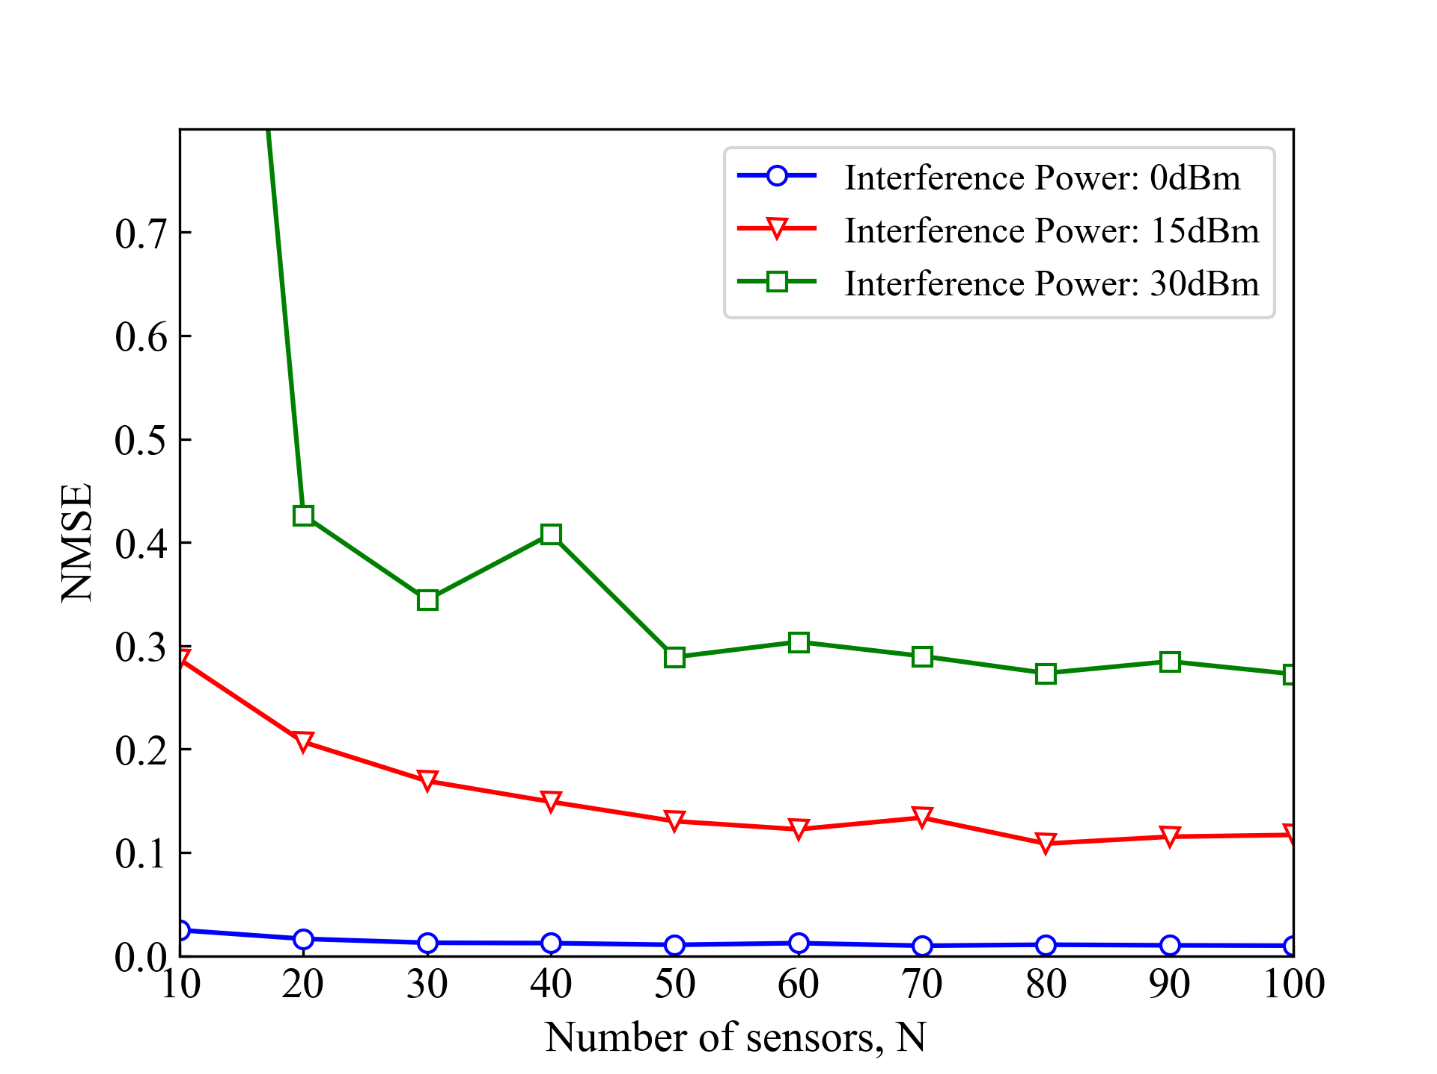 Interference Power: 0dBm
Interference Power: 15dBm
Interference Power: 30dBm
0.7
0.6
0.5
0.4
0.3
0.2
0.1
0.0
NMSE
10 20 30 40 50 60 70 80 90 100
Number of sensors, N